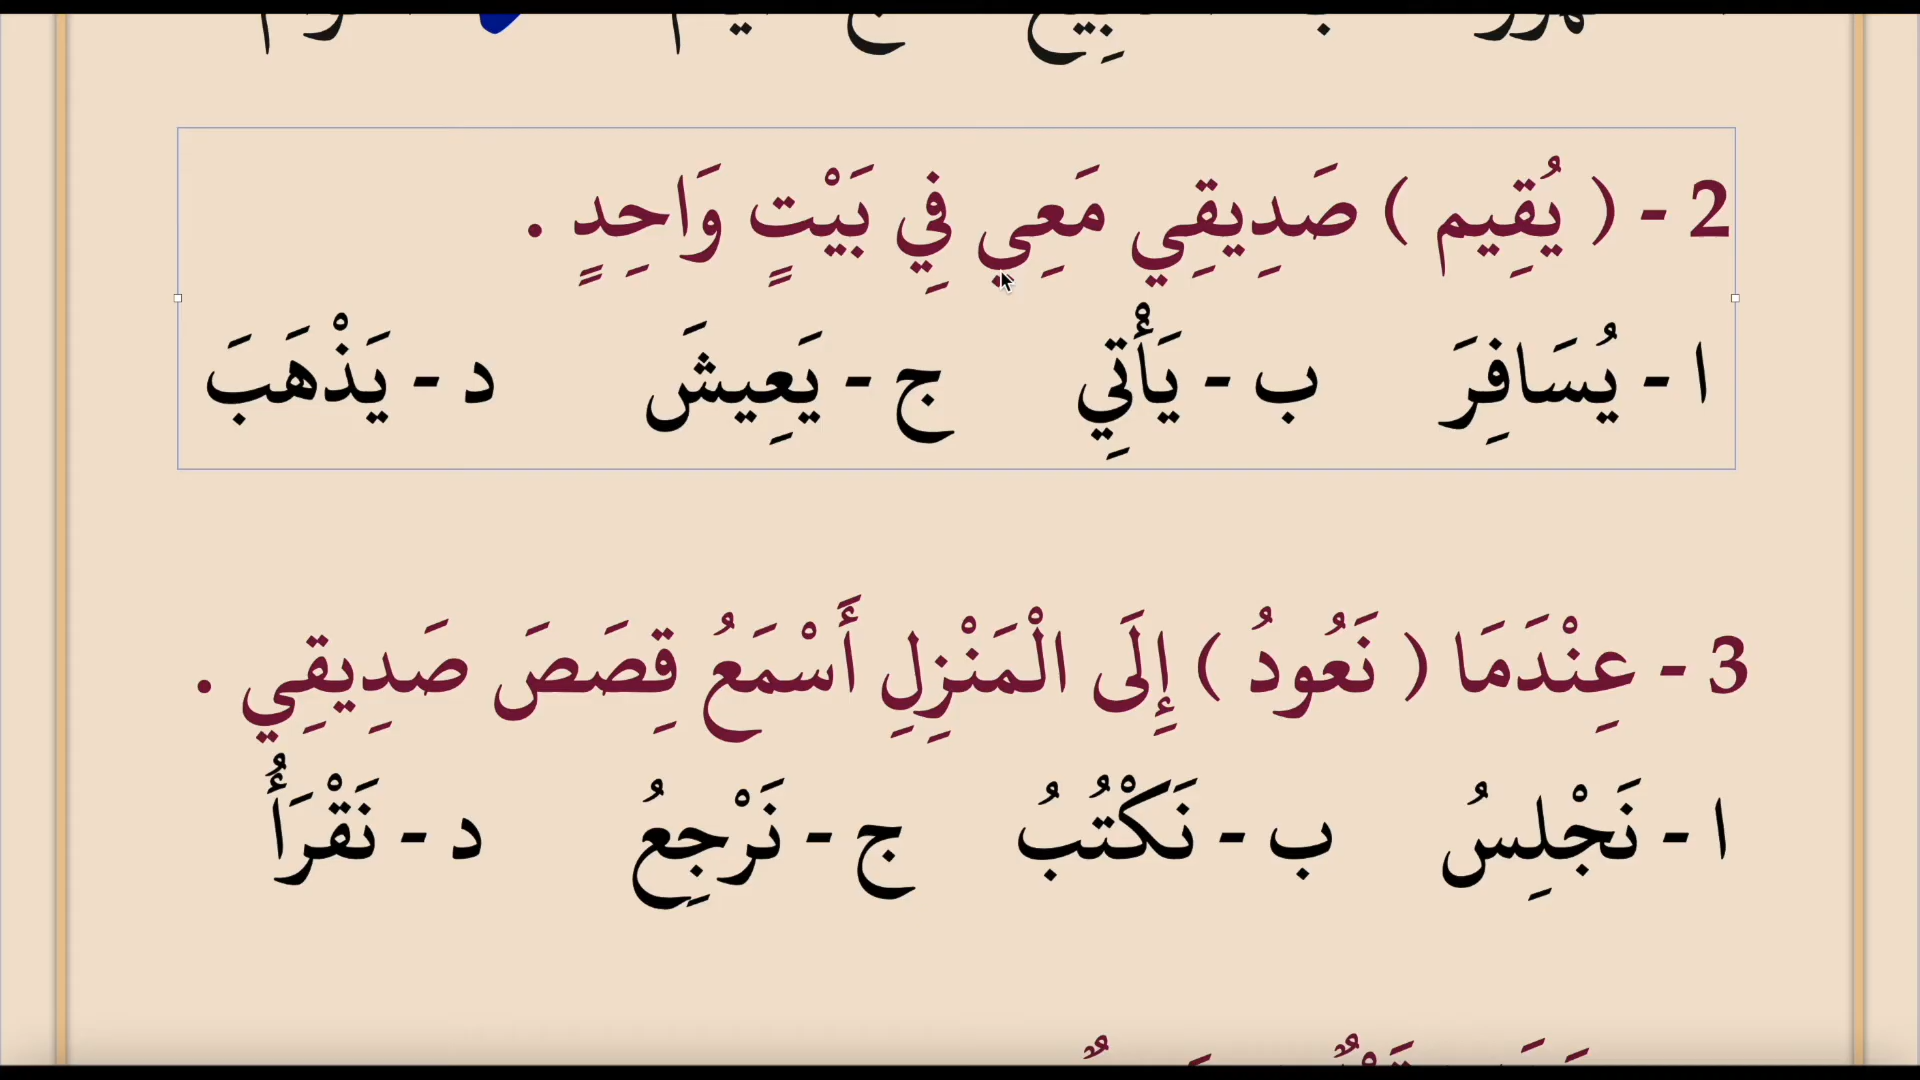 2 - ( يُقِيم ) صَدِيقِي مَعِي فِي بَيْتٍ وَاحِدٍ .
ا - يُسَافِرَ ب - يَأْتِي ج - يَعِيشَ د - يَذْهَبَ
3 - عِنْدَمَا ( نَعُودُ ) إِلَى الْمَنْزِلِ أَسْمَعُ قِصَصَ صَدِيقِي .
ا - نَجْلِسُ ب - نَكْتُبُ ج - نَرْجِعُ د - نَقْرَأُ